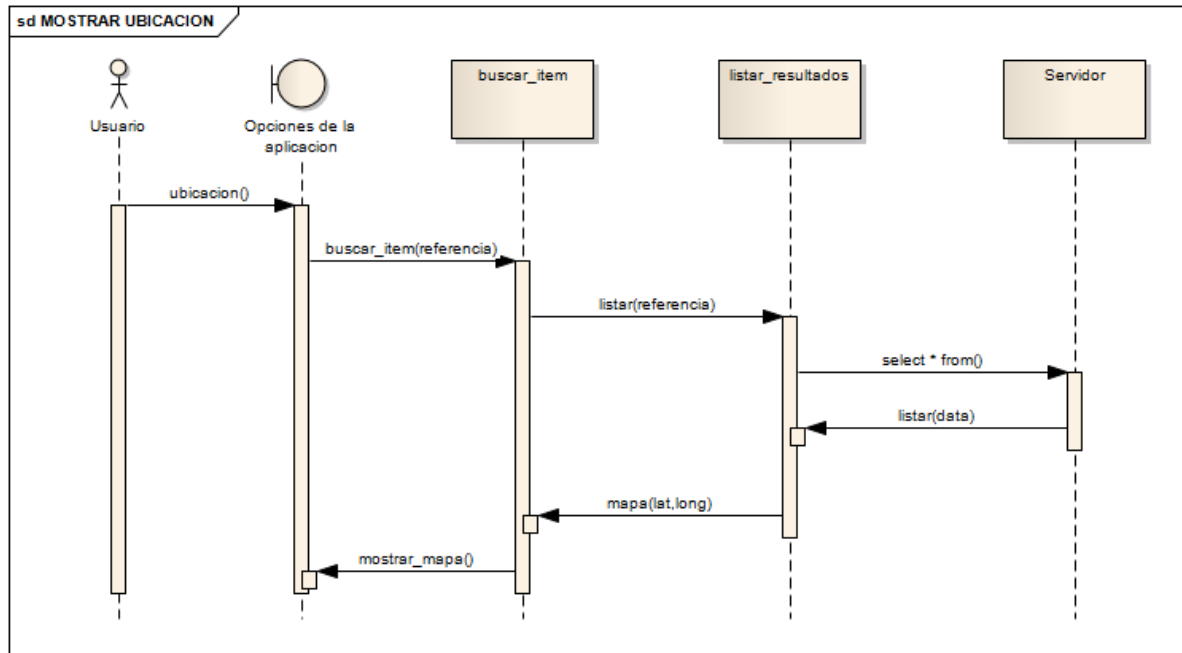 sd MOSTRAR UBICACION
Usuario
Opciones de la
aplicacion
buscar_item
listar_resultados
Servidor
ubicacion()
buscar_item(referencia)
listar(referencia)
select * from()
listar(data)
mapa(lat,long)
mostrar_mapa()